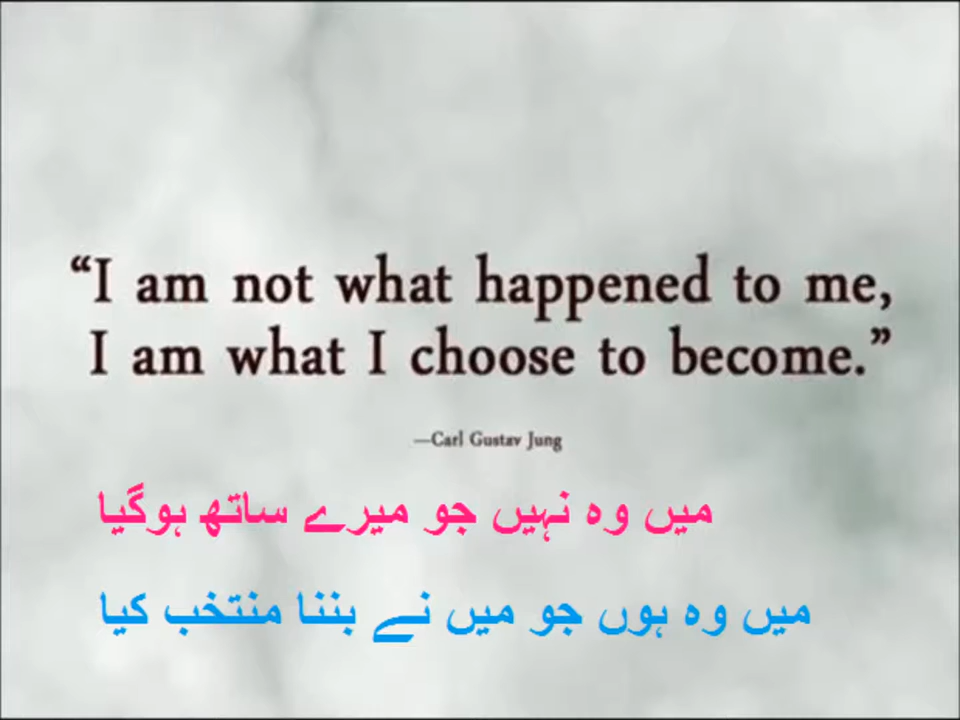 “I am not what happened to me,
I am what I choose to become.”
—Carl Gustav Jung
میں وہ نہیں جو میرے ساتھ ہوگیا
میں وہ ہوں جو میں نے بننا منتخب کیا